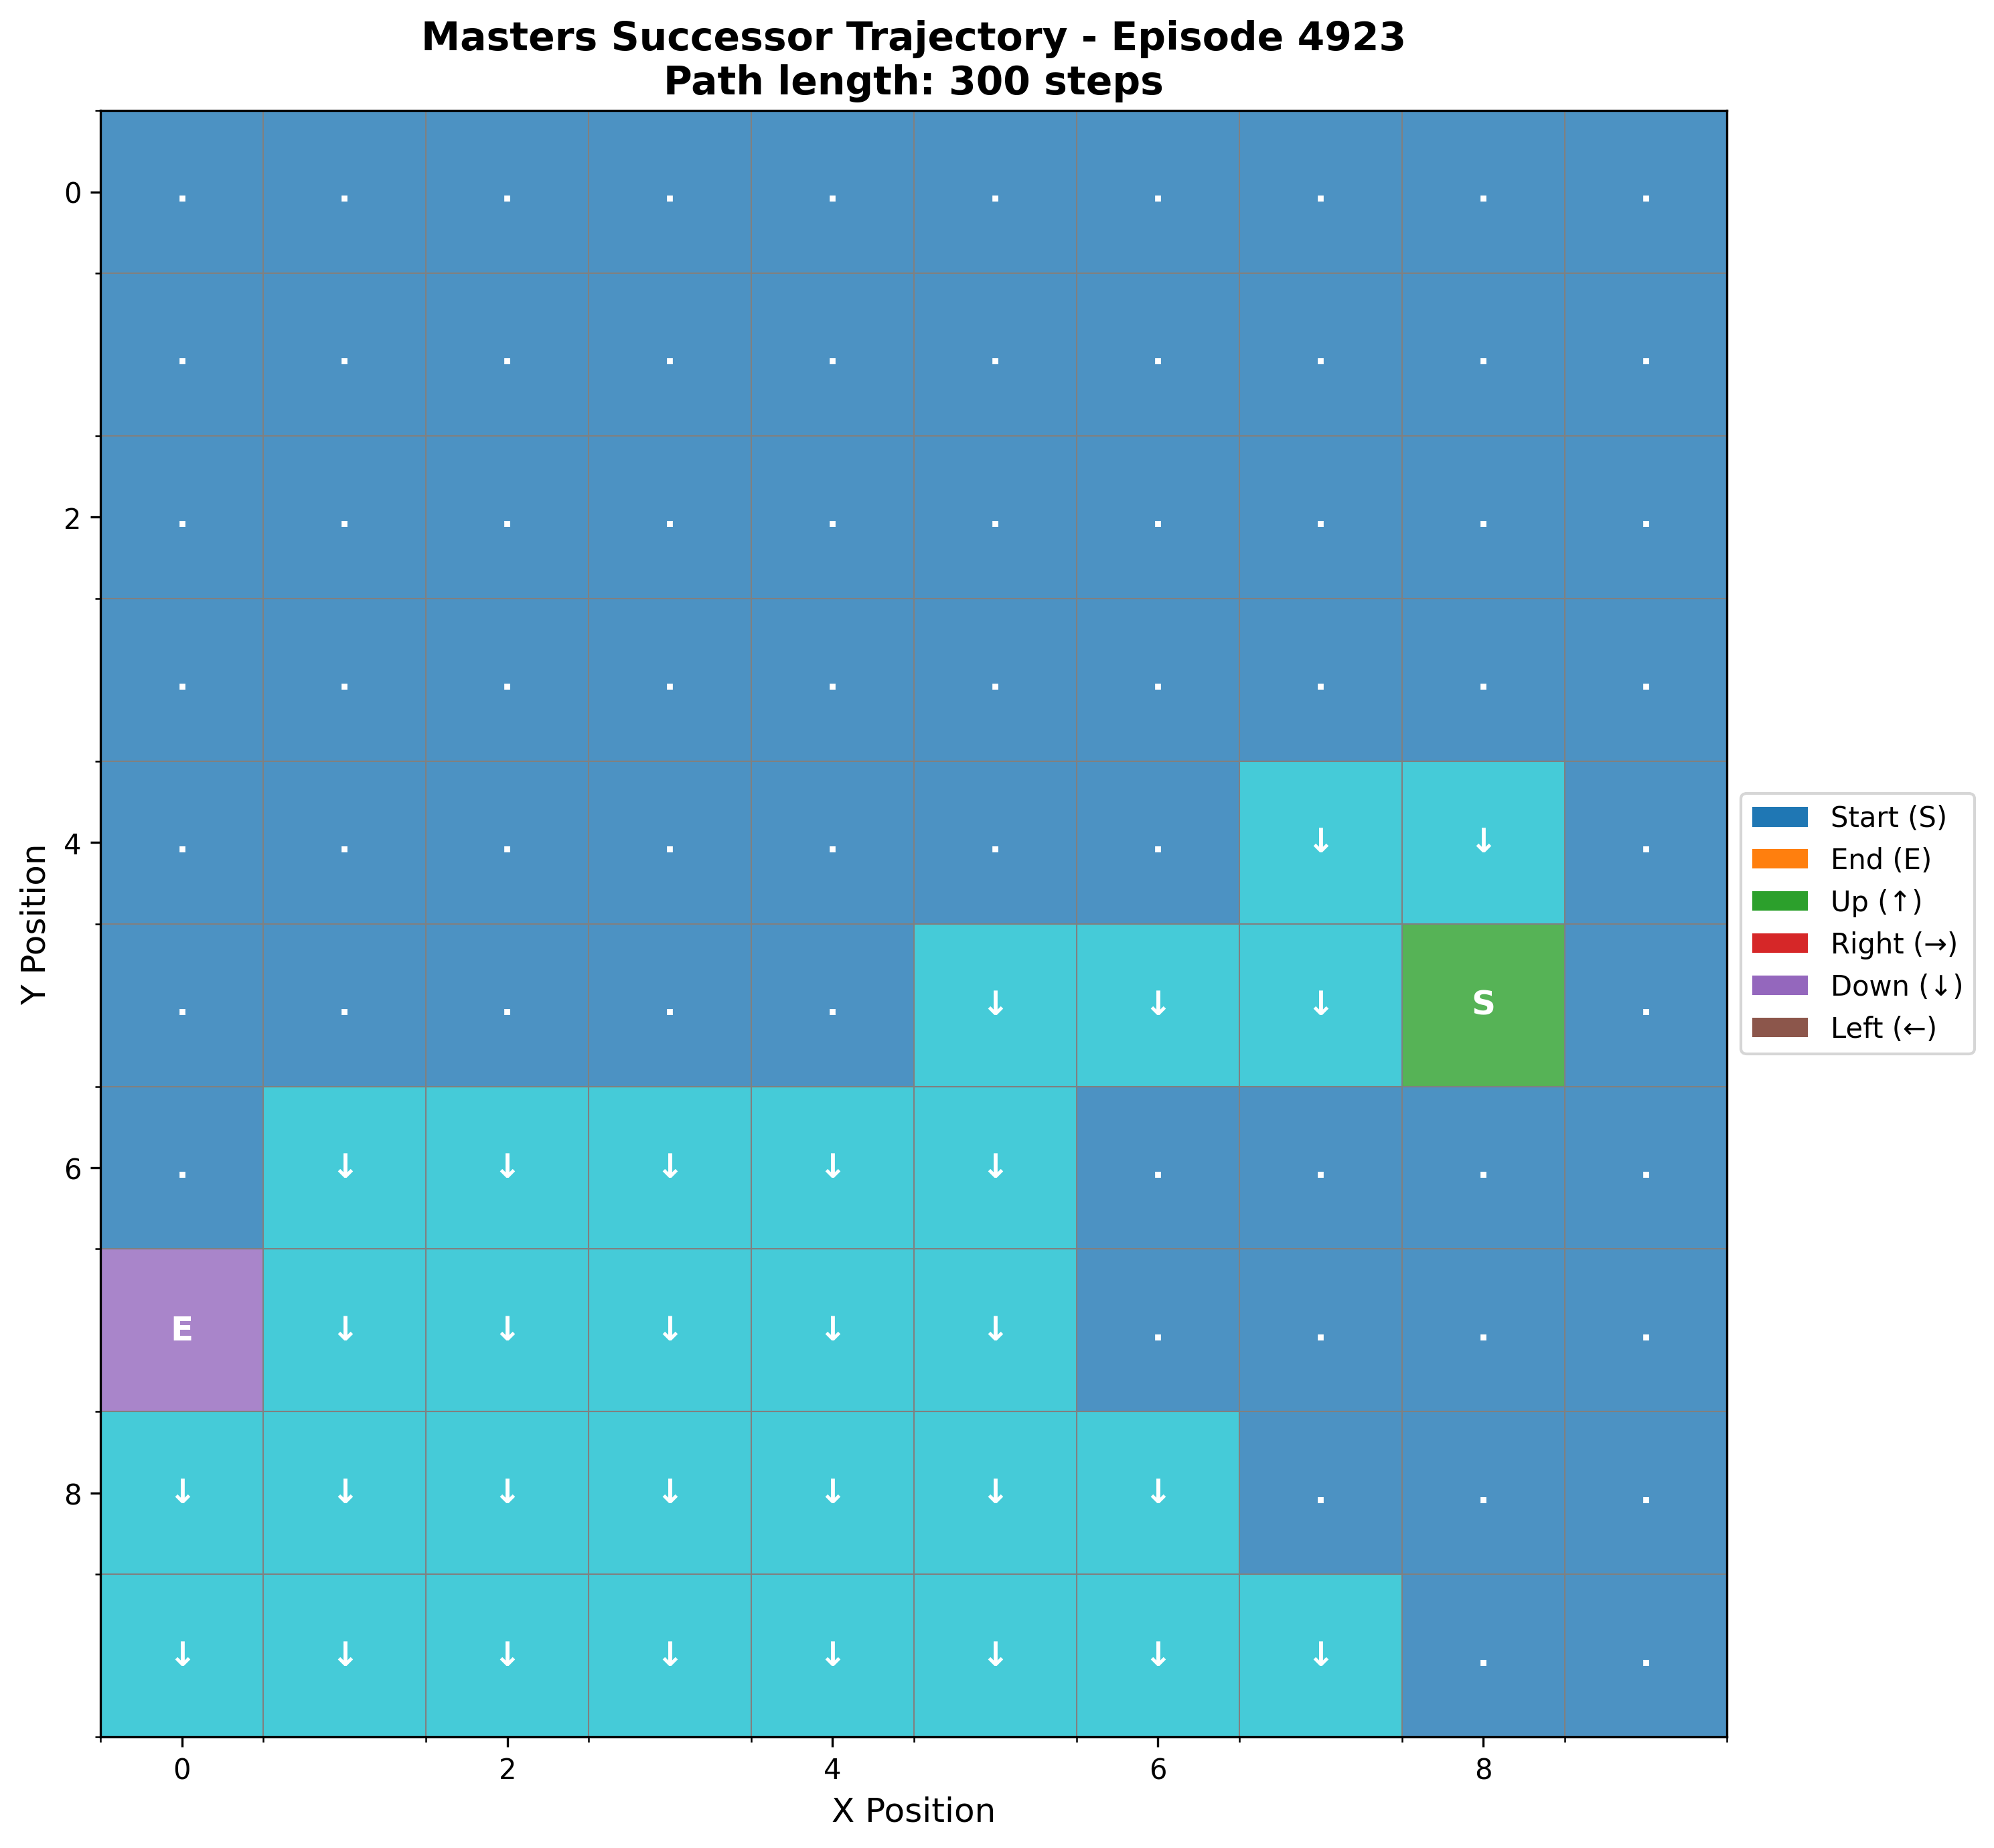 Masters Successor Trajectory - Episode 4923
Path length: 300 steps
0 . . . . . . . . . .
. . . . . . . . . .
2 . . . . . . . . . .
. . . . . . . . . .
4 . . . . . . . ↓ ↓ .
. . . . . ↓ ↓ ↓ S .
6 . ↓ ↓ ↓ ↓ ↓ . . . .
E ↓ ↓ ↓ ↓ ↓ . . . .
8 ↓ ↓ ↓ ↓ ↓ ↓ ↓ . . .
↓ ↓ ↓ ↓ ↓ ↓ ↓ ↓ . .
0 2 4 6 8
X Position
Y Position
Start (S)
End (E)
Up (↑)
Right (→)
Down (↓)
Left (←)